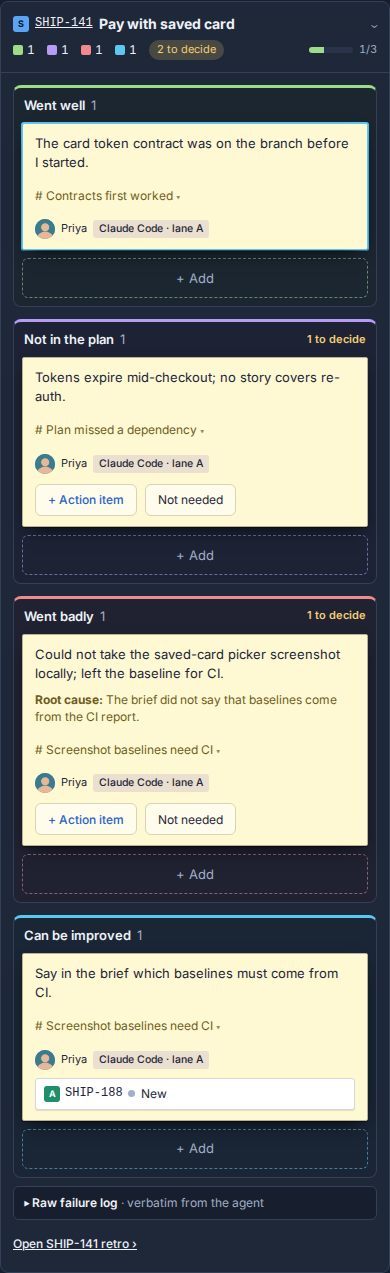 S SHIP-141 Pay with saved card
1 1 1 1 2 to decide 1/3
Went well 1
The card token contract was on the branch before
I started.
# Contracts first worked
Priya Claude Code · lane A
+ Add
Not in the plan 1 1 to decide
Tokens expire mid-checkout; no story covers re-
auth.
# Plan missed a dependency
Priya Claude Code · lane A
+ Action item Not needed
+ Add
Went badly 1 1 to decide
Could not take the saved-card picker screenshot
locally; left the baseline for CI.
Root cause: The brief did not say that baselines come
from the CI report.
# Screenshot baselines need CI
Priya Claude Code · lane A
+ Action item Not needed
+ Add
Can be improved 1
Say in the brief which baselines must come from
CI.
# Screenshot baselines need CI
Priya Claude Code · lane A
A SHIP-188 New
+ Add
Raw failure log · verbatim from the agent
Open SHIP-141 retro ›